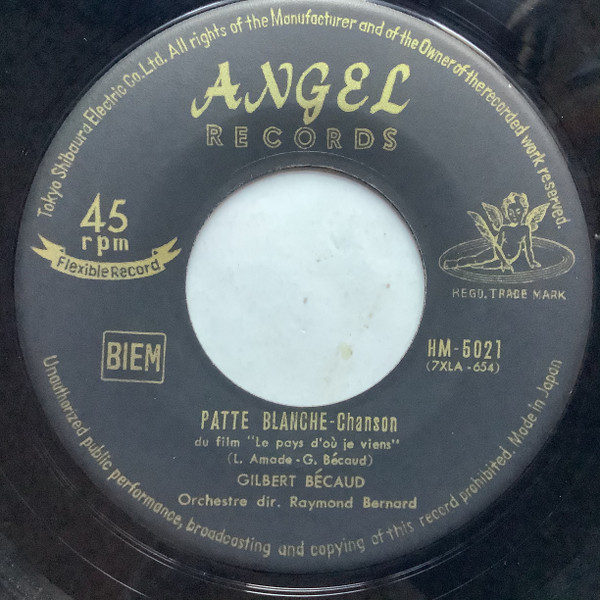 Tokyo Shibaura Electric Co. Ltd. All rights of the Manufacturer and of the Owner of the recorded work reserved.
ANGEL
RECORDS
45
rpm
Flexible Record
REGD. TRADE MARK
BIEM
HM-5021
(7XLA-654)
PATTE BLANCHE-Chanson
du film "Le pays d'où je viens"
(L. Amade - G. Bécaud)
GILBERT BÉCAUD
Orchestre dir. Raymond Bernard
Unauthorized public performance, broadcasting and copying of this record prohibited. Made in Japan